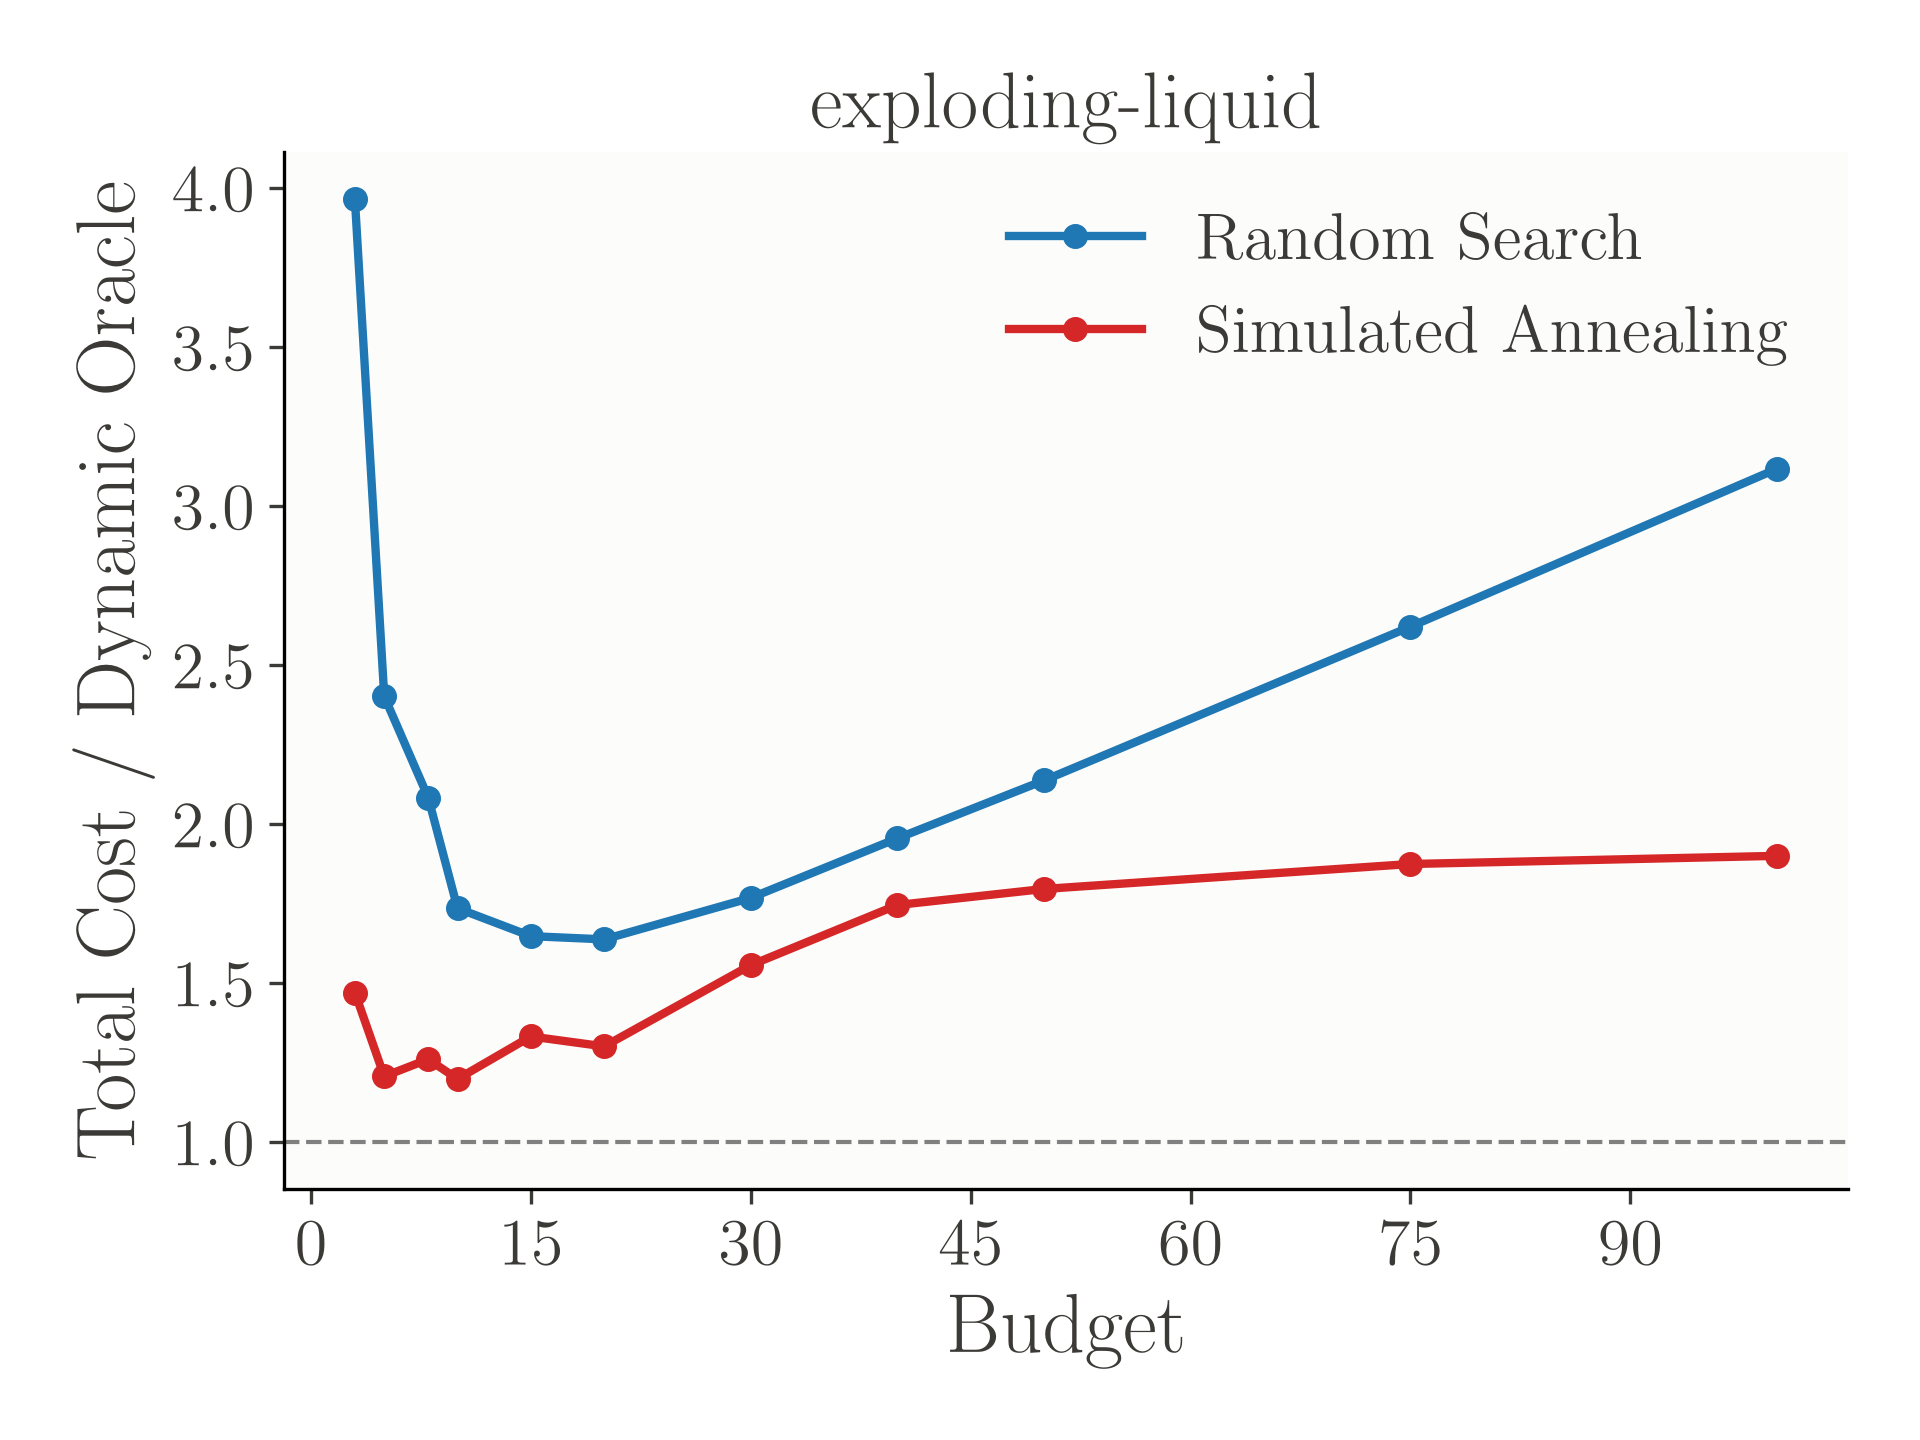 exploding-liquid
Total Cost / Dynamic Oracle
4.0
3.5
3.0
2.5
2.0
1.5
1.0
Random Search
Simulated Annealing
0 15 30 45 60 75 90
Budget